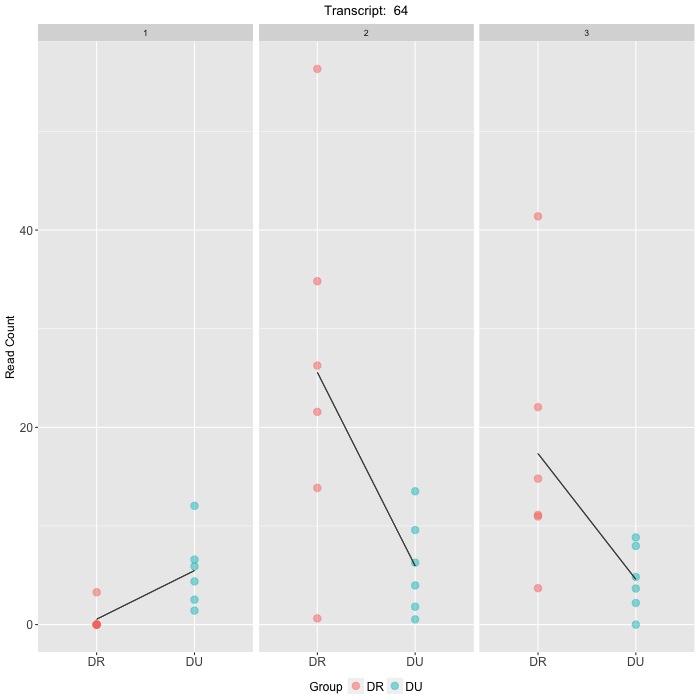 Transcript: 64
1 2 3
Read Count
40
20
0
DR DU DR DU DR DU
Group DR DU